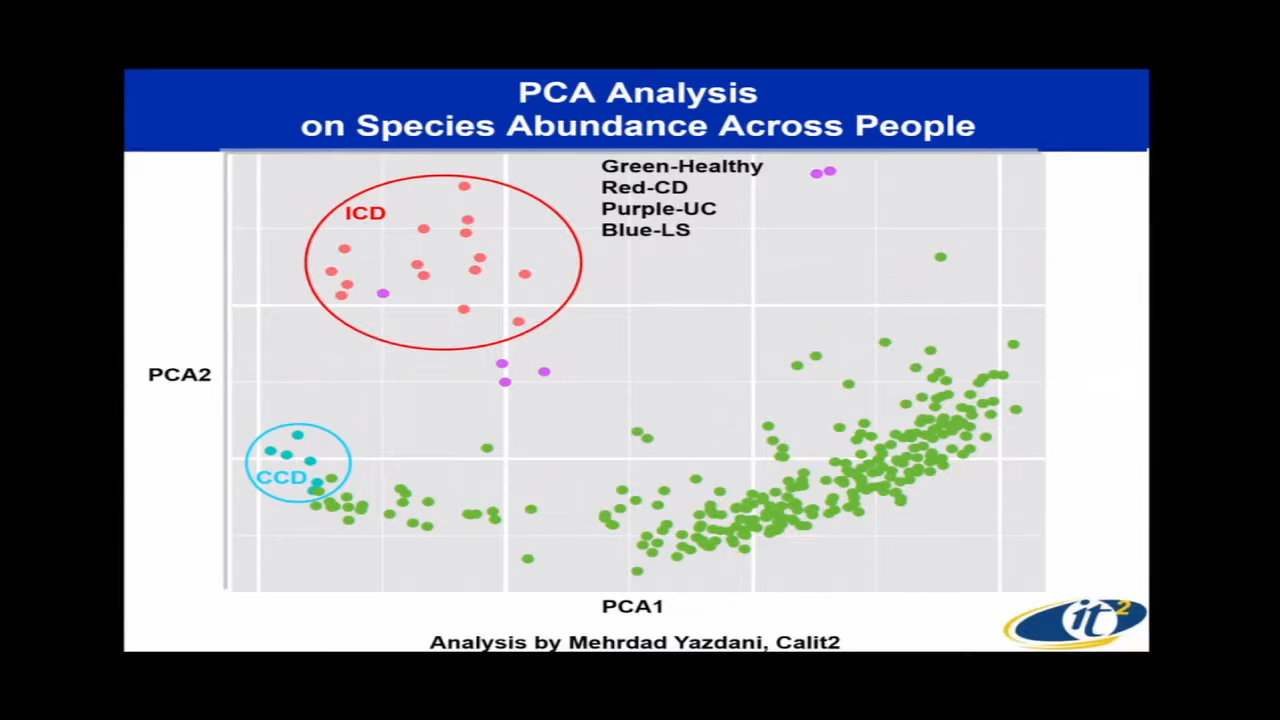 PCA Analysis
on Species Abundance Across People
Green-Healthy
Red-CD
Purple-UC
Blue-LS
ICD
PCA2
CCD
PCA1
it2
Analysis by Mehrdad Yazdani, Calit2